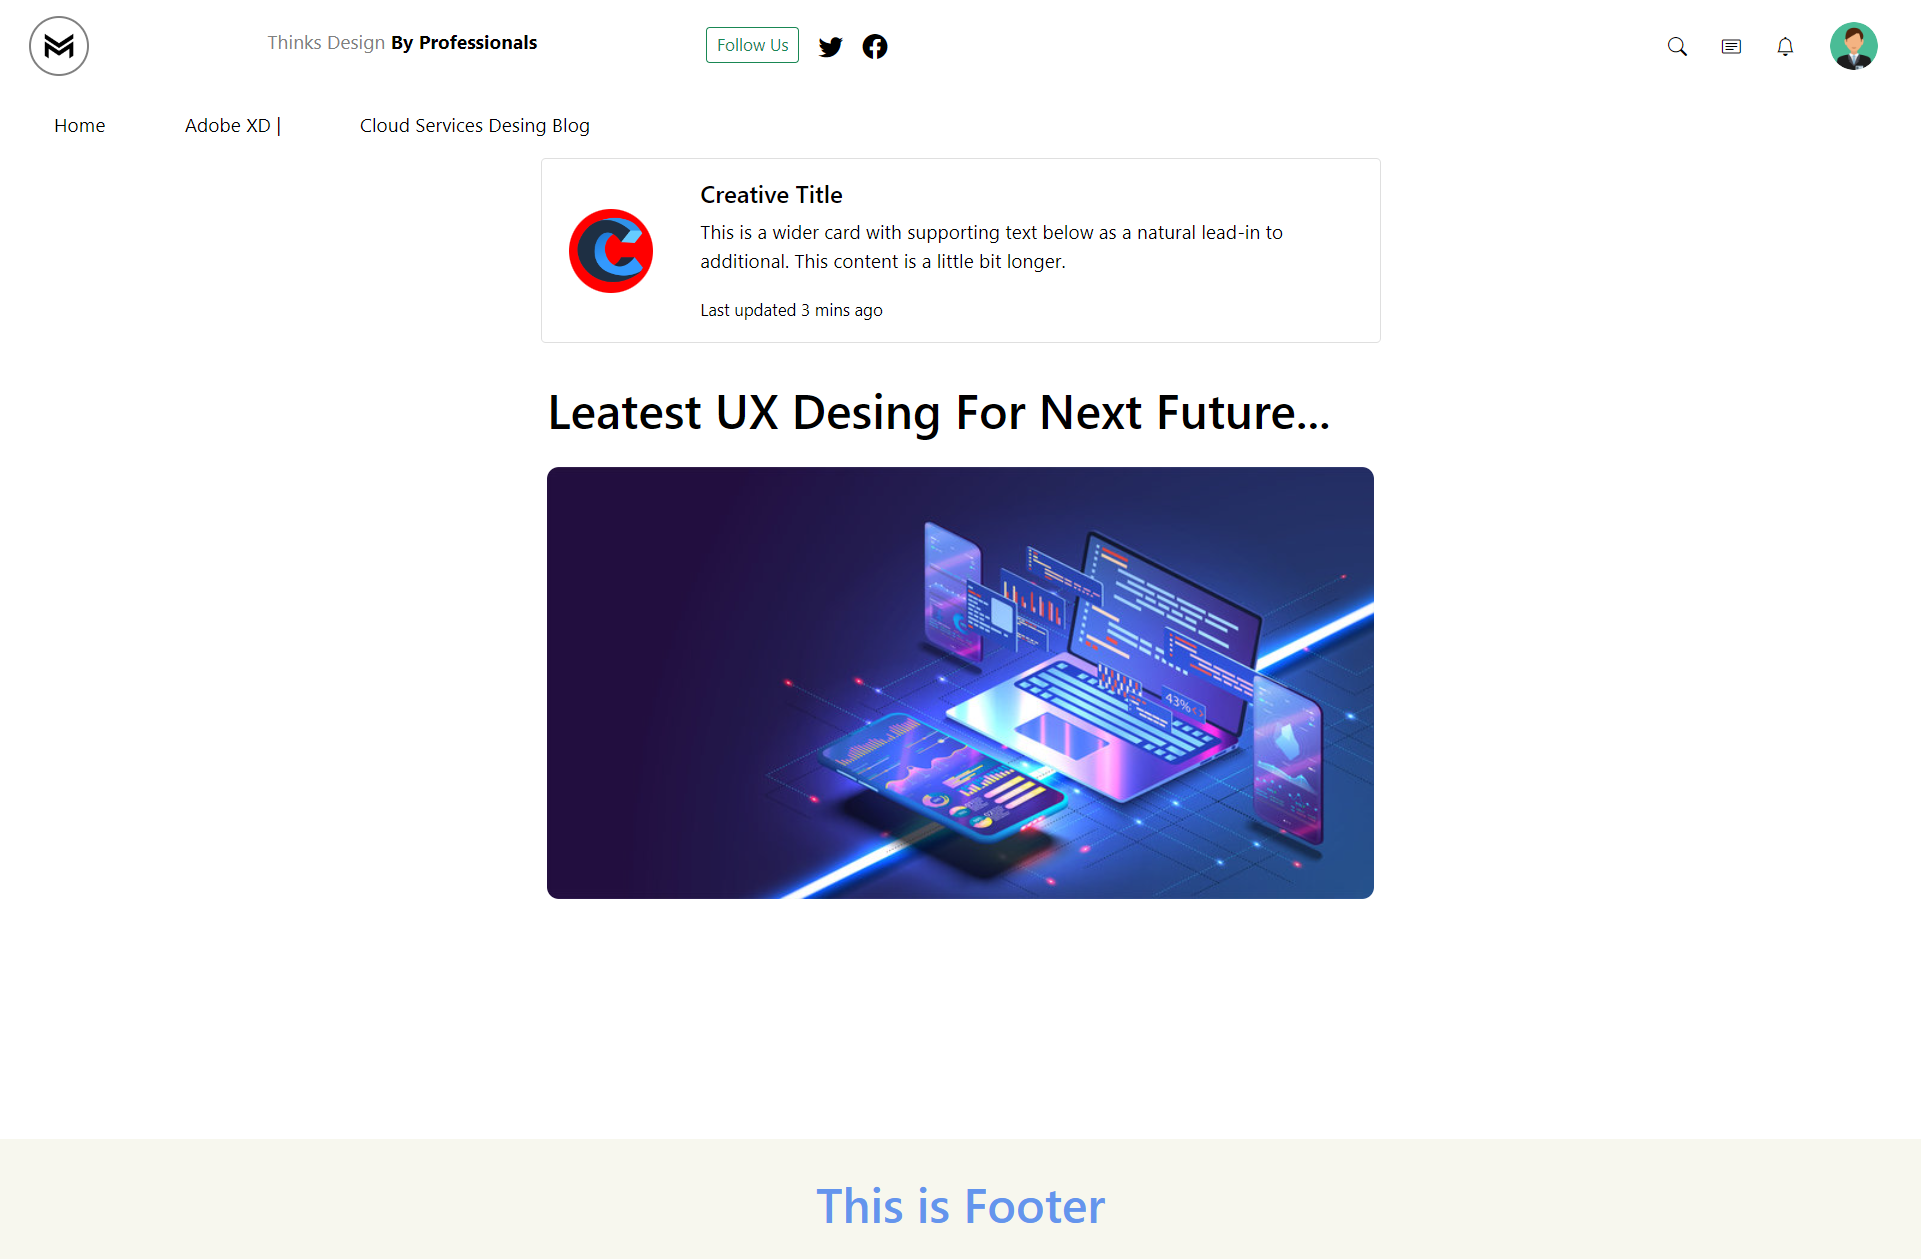 Thinks Design By Professionals
Follow Us
Home
Adobe XD |
Cloud Services Desing Blog
Creative Title
This is a wider card with supporting text below as a natural lead-in to
additional. This content is a little bit longer.
Last updated 3 mins ago
Leatest UX Desing For Next Future...
43%<>
This is Footer